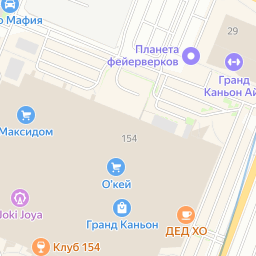 р Мафия
29
Планета
фейерверков
Гранд
Каньон Ай
Максидом
154
О'кей
Joki Joya
Гранд Каньон
ДЕД ХО
Клуб 154